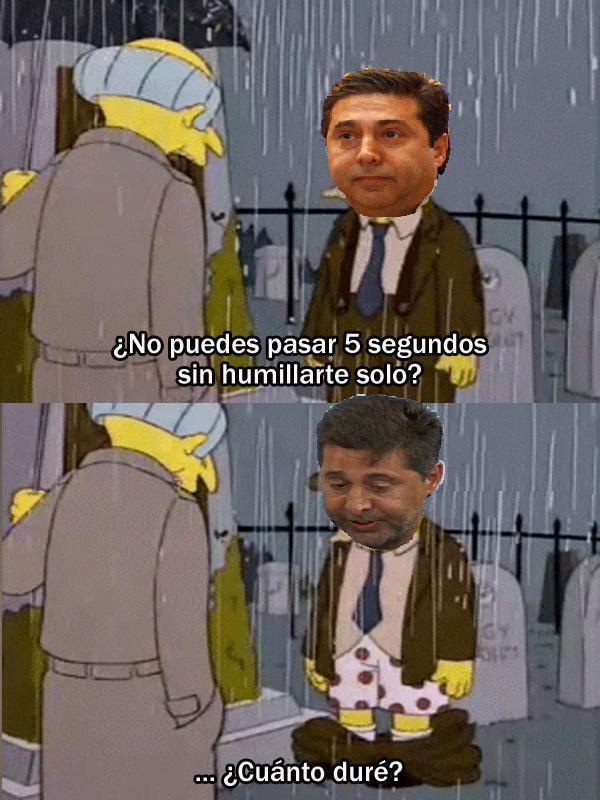 ¿No puedes pasar 5 segundos
sin humillarte solo?
... ¿Cuánto duré?